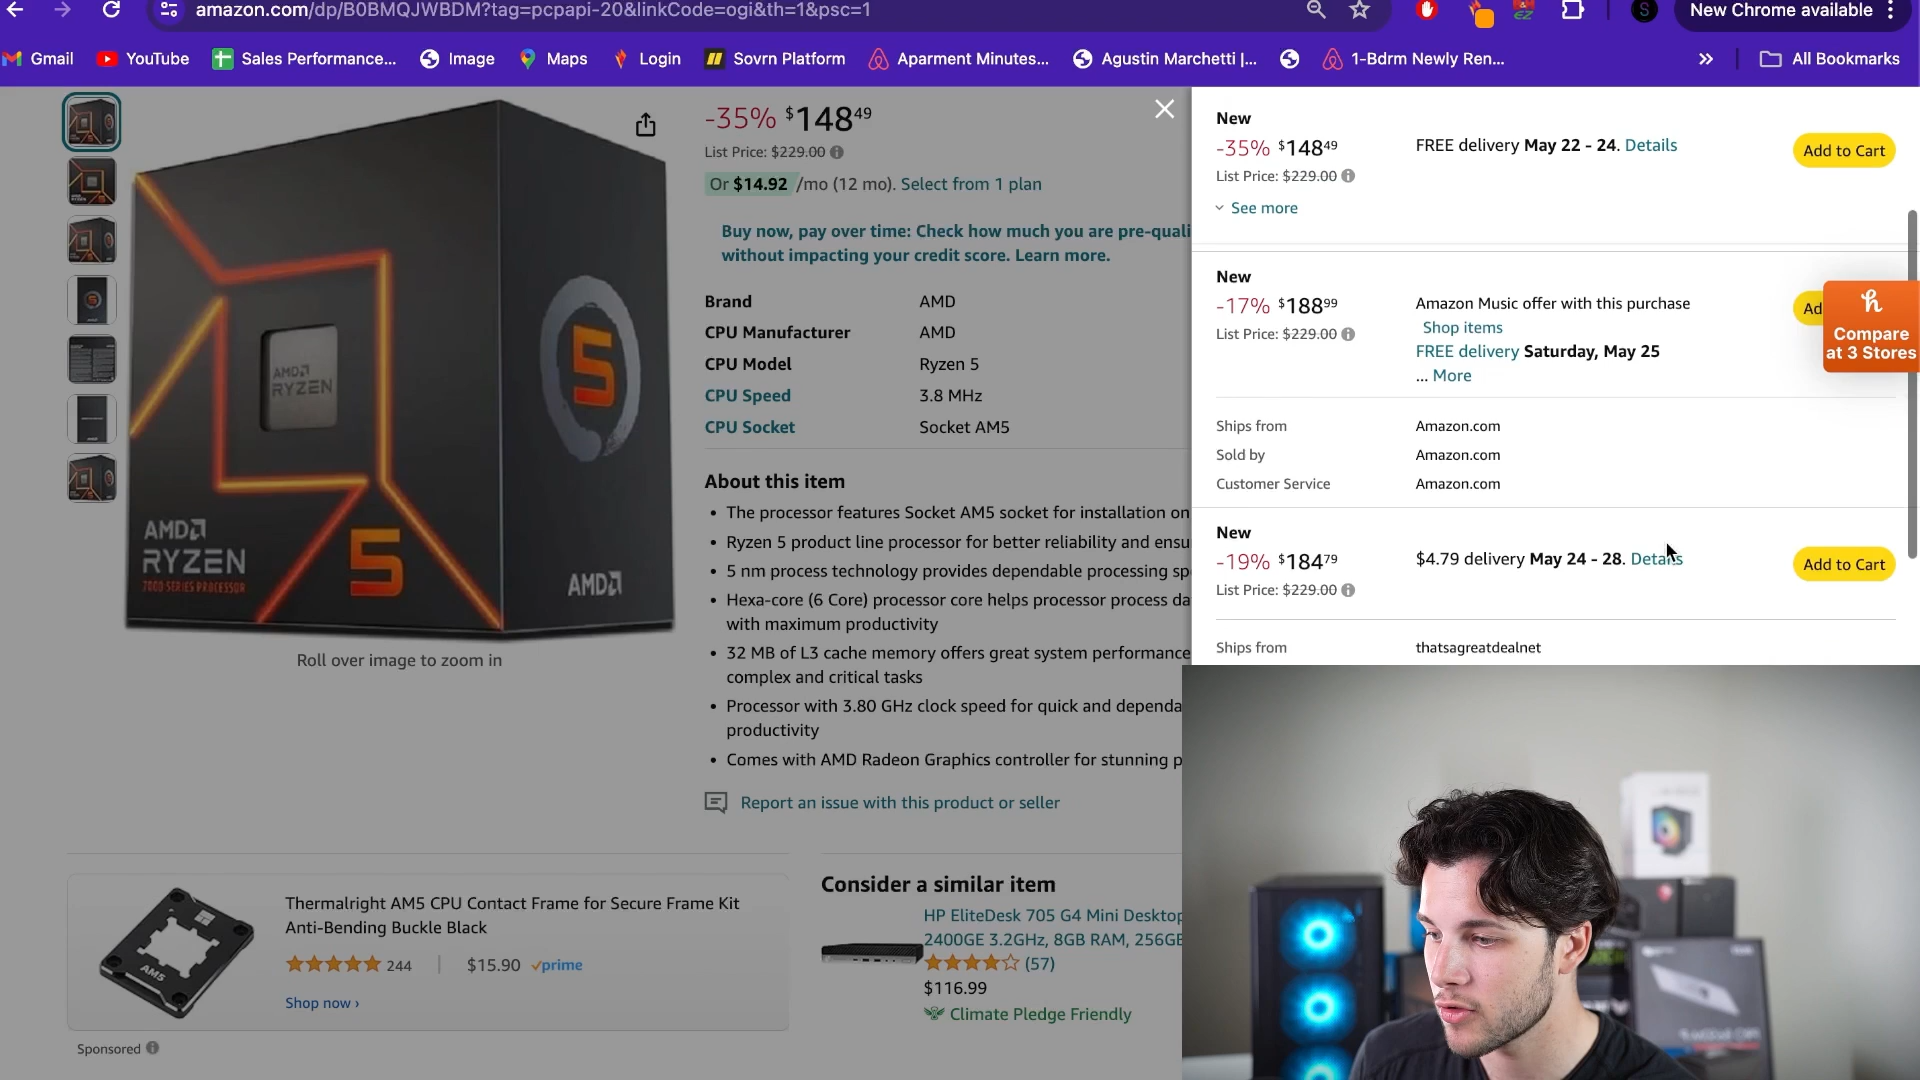 amazon.com/dp/B0BMQJWBDM?tag=pcpapi-20&linkCode=ogi&th=1&psc=1
S
New Chrome available
Gmail
YouTube
Sales Performance...
Image
Maps
Login
Sovrn Platform
Aparment Minutes...
Agustin Marchetti |...
1-Bdrm Newly Ren...
»
All Bookmarks
AMD
RYZEN
5
AMD
RYZEN
7000 SERIES PROCESSOR
5
AMD
Roll over image to zoom in
-35% $148.49
List Price: $229.00
Or $14.92 /mo (12 mo). Select from 1 plan
Buy now, pay over time: Check how much you are pre-quali
without impacting your credit score. Learn more.
Brand AMD
CPU Manufacturer AMD
CPU Model Ryzen 5
CPU Speed 3.8 MHz
CPU Socket Socket AM5
About this item
• The processor features Socket AM5 socket for installation on
• Ryzen 5 product line processor for better reliability and ensu
• 5 nm process technology provides dependable processing sp
• Hexa-core (6 Core) processor core helps processor process da
with maximum productivity
• 32 MB of L3 cache memory offers great system performance
complex and critical tasks
• Processor with 3.80 GHz clock speed for quick and dependa
productivity
• Comes with AMD Radeon Graphics controller for stunning p
Report an issue with this product or seller
AM5
Thermalright AM5 CPU Contact Frame for Secure Frame Kit
Anti-Bending Buckle Black
244 | $15.90 prime
Shop now ›
Sponsored
Consider a similar item
HP EliteDesk 705 G4 Mini Desktop
2400GE 3.2GHz, 8GB RAM, 256GB
(57)
$116.99
Climate Pledge Friendly
New
-35% $148.49
List Price: $229.00
See more
FREE delivery May 22 - 24. Details
Add to Cart
New
-17% $188.99
List Price: $229.00
Amazon Music offer with this purchase
Shop items
FREE delivery Saturday, May 25
... More
Ad
Compare
at 3 Stores
Ships from Amazon.com
Sold by Amazon.com
Customer Service Amazon.com
New
-19% $184.79
List Price: $229.00
$4.79 delivery May 24 - 28. Details
Add to Cart
Ships from thatsagreatdealnet